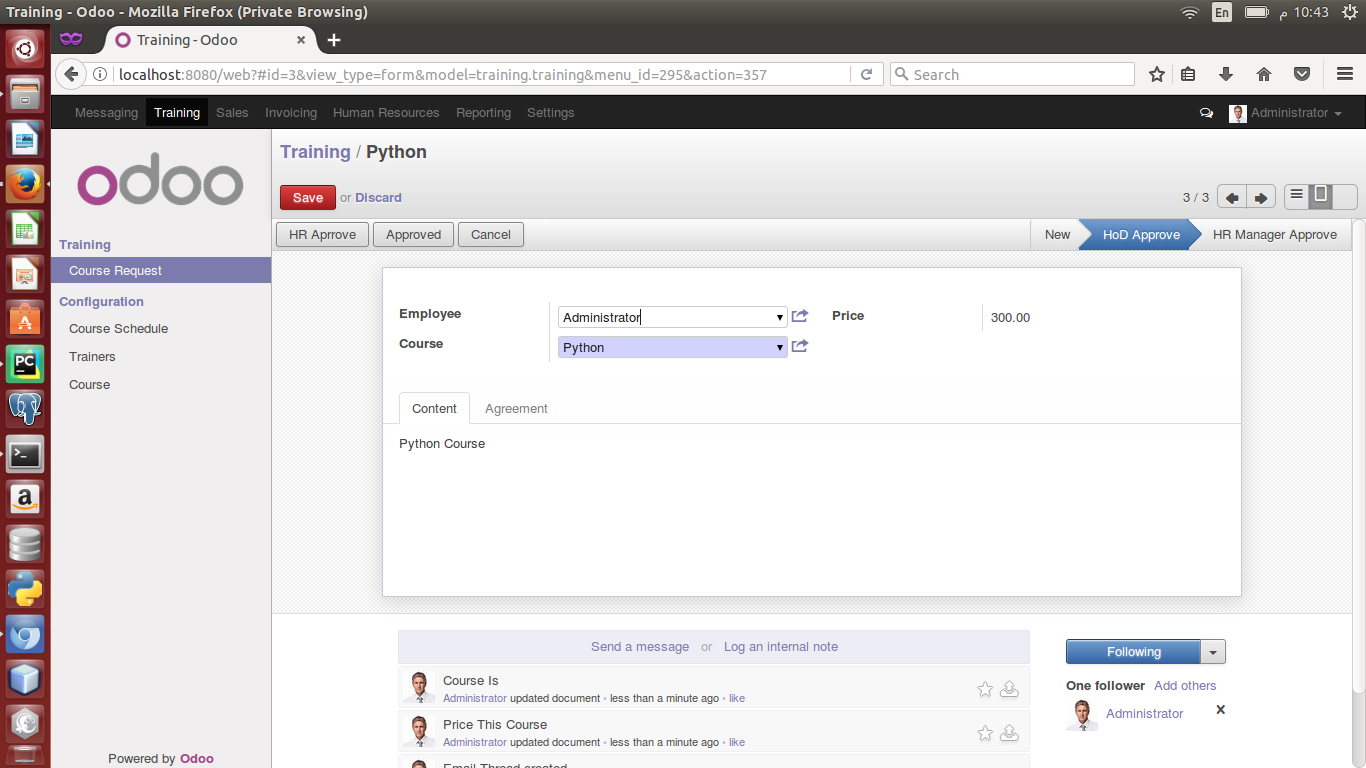 Training - Odoo - Mozilla Firefox (Private Browsing)
En
10:43 م
Training - Odoo
localhost:8080/web?#id=3&view_type=form&model=training.training&menu_id=295&action=357
Search
Messaging Training Sales Invoicing Human Resources Reporting Settings
Administrator
odoo
Training / Python
Save or Discard
3 / 3
HR Aprrove Approved Cancel
New HoD Approve HR Manager Approve
Training
Course Request
Configuration
Course Schedule
Trainers
Course
Employee Administrator
Price 300.00
Course Python
Content Agreement
Python Course
Send a message or Log an internal note
Course Is
Administrator updated document • less than a minute ago • like
Price This Course
Administrator updated document • less than a minute ago • like
Email Thread created
Following
One follower Add others
Administrator
Powered by Odoo
PC
a